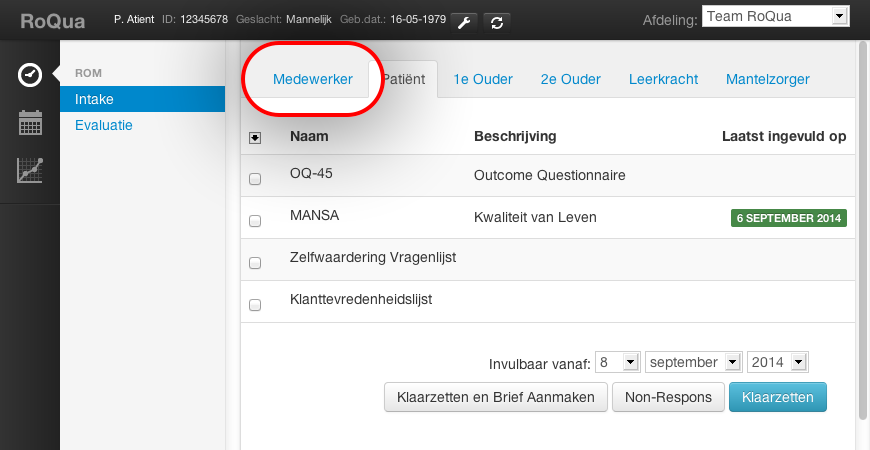 RoQua P. Atient ID: 12345678 Geslacht: Mannelijk Geb.dat.: 16-05-1979 Afdeling: Team RoQua
ROM
Intake
Evaluatie
Medewerker Patiënt 1e Ouder 2e Ouder Leerkracht Mantelzorger
Naam Beschrijving Laatst ingevuld op
OQ-45 Outcome Questionnaire
MANSA Kwaliteit van Leven 6 SEPTEMBER 2014
Zelfwaardering Vragenlijst
Klanttevredenheidslijst
Invulbaar vanaf: 8 september 2014
Klaarzetten en Brief Aanmaken Non-Respons Klaarzetten